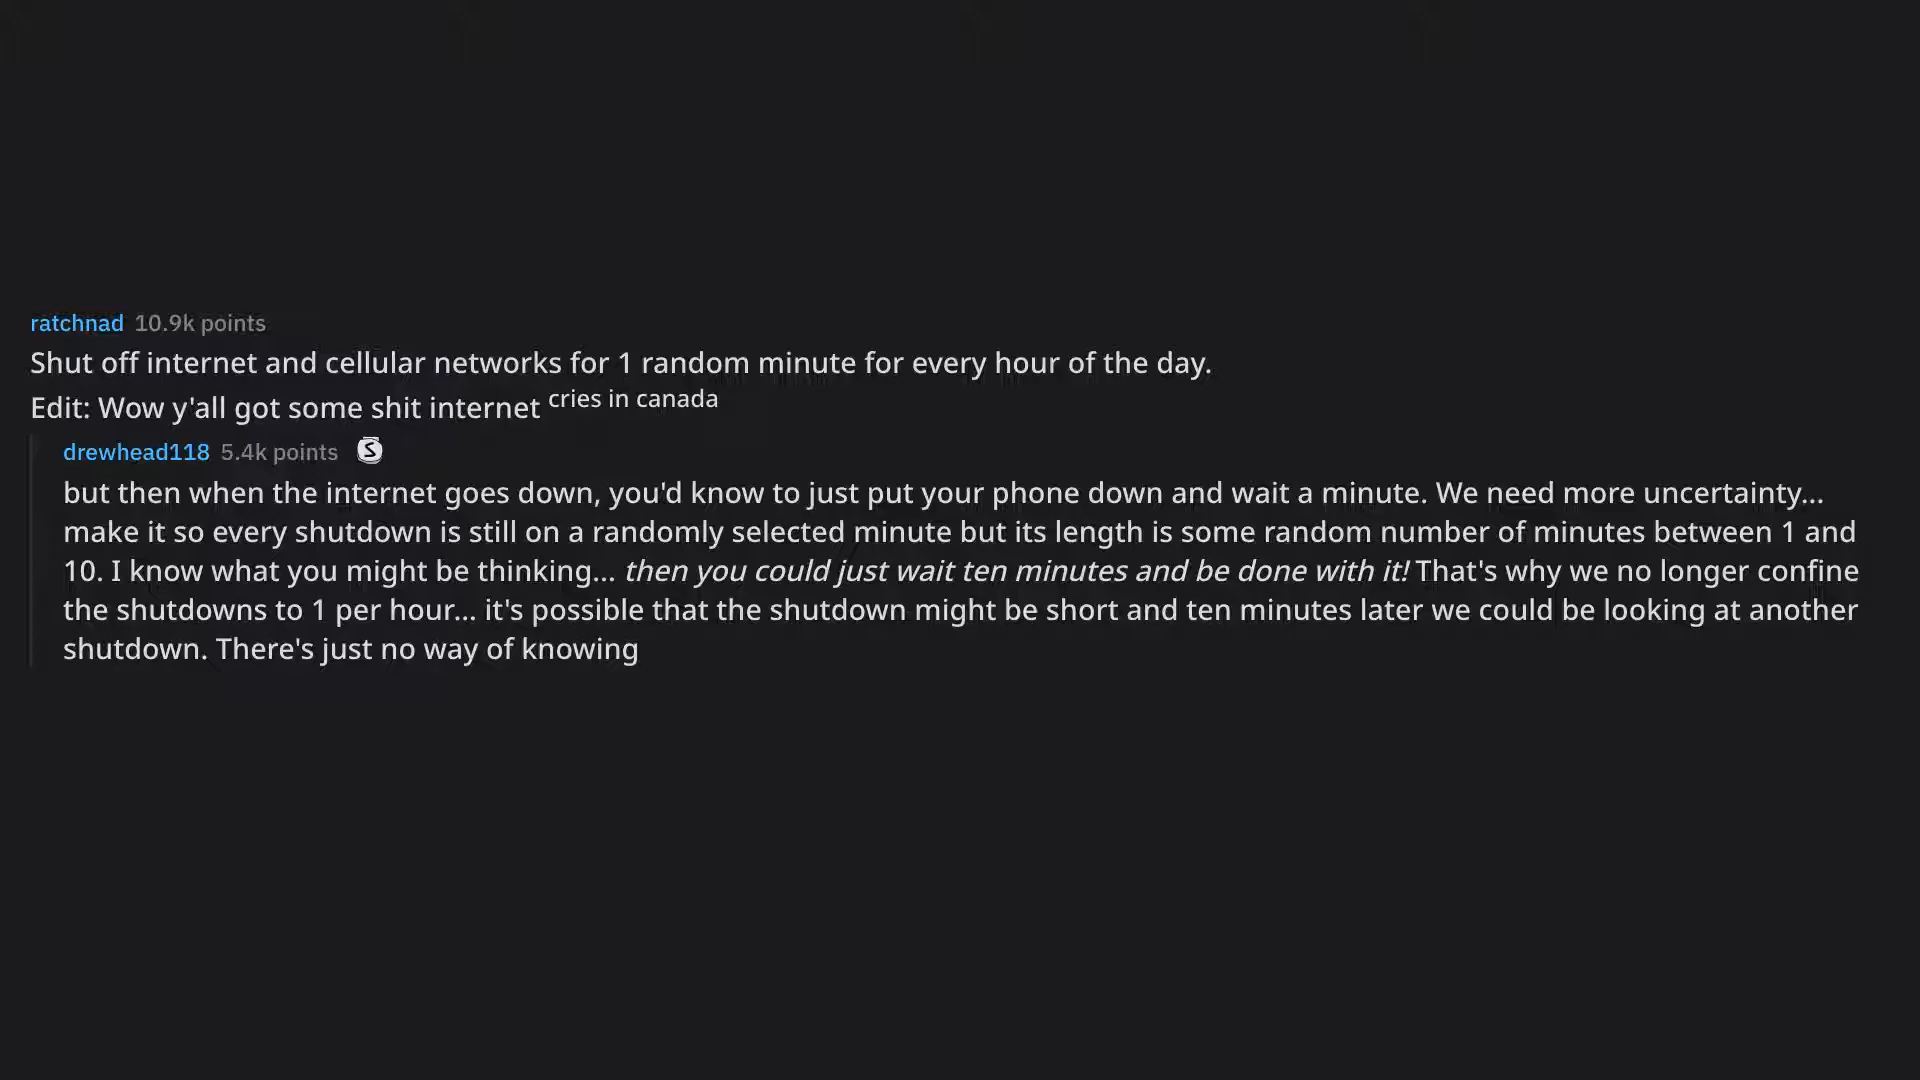 ratchnad 10.9k points
Shut off internet and cellular networks for 1 random minute for every hour of the day.
Edit: Wow y'all got some shit internet cries in canada
drewhead118 5.4k points S
but then when the internet goes down, you'd know to just put your phone down and wait a minute. We need more uncertainty...
make it so every shutdown is still on a randomly selected minute but its length is some random number of minutes between 1 and
10. I know what you might be thinking... then you could just wait ten minutes and be done with it! That's why we no longer confine
the shutdowns to 1 per hour... it's possible that the shutdown might be short and ten minutes later we could be looking at another
shutdown. There's just no way of knowing